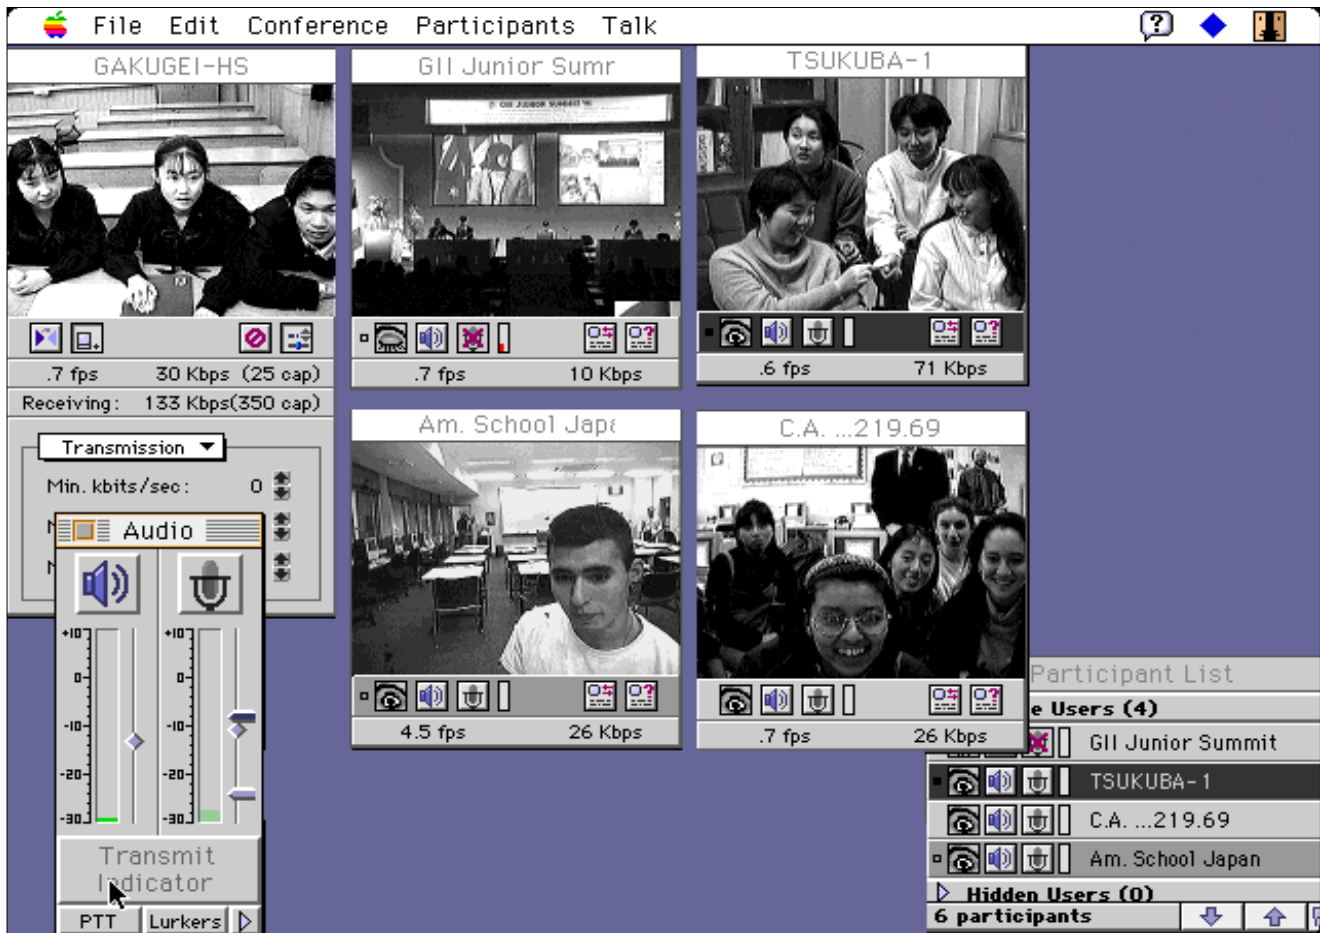 File Edit Conference Participants Talk
GAKUGEI-HS
.7 fps 30 Kbps (25 cap)
Receiving: 133 Kbps(350 cap)
Transmission
Min. kbits/sec: 0
GII Junior Sumr
.7 fps 10 Kbps
TSUKUBA-1
.6 fps 71 Kbps
Am. School Japa
4.5 fps 26 Kbps
C.A. ...219.69
.7 fps 26 Kbps
Audio
+10 +10
0- 0-
-10- -10-
-20- -20-
-30 -30
Transmit
Indicator
PTT Lurkers
Participant List
e Users (4)
GII Junior Summit
TSUKUBA-1
C.A. ...219.69
Am. School Japan
Hidden Users (0)
6 participants